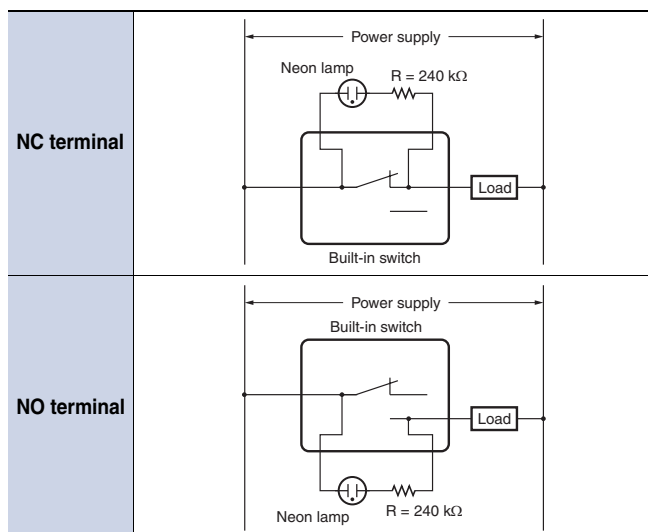 NC terminal
Power supply
Neon lamp
R = 240 kΩ
Load
Built-in switch
NO terminal
Power supply
Built-in switch
Load
Neon lamp
R = 240 kΩ